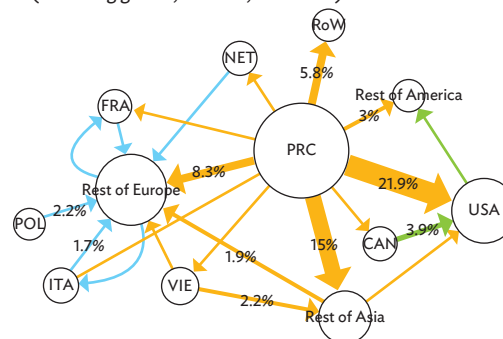 RoW
NET
5.8%
Rest of America
FRA
3%
PRC
8.3%
Rest of Europe
21.9%
2.2%
USA
POL
3.9%
CAN
15%
1.7%
1.9%
ITA
VIE
2.2%
Rest of Asia